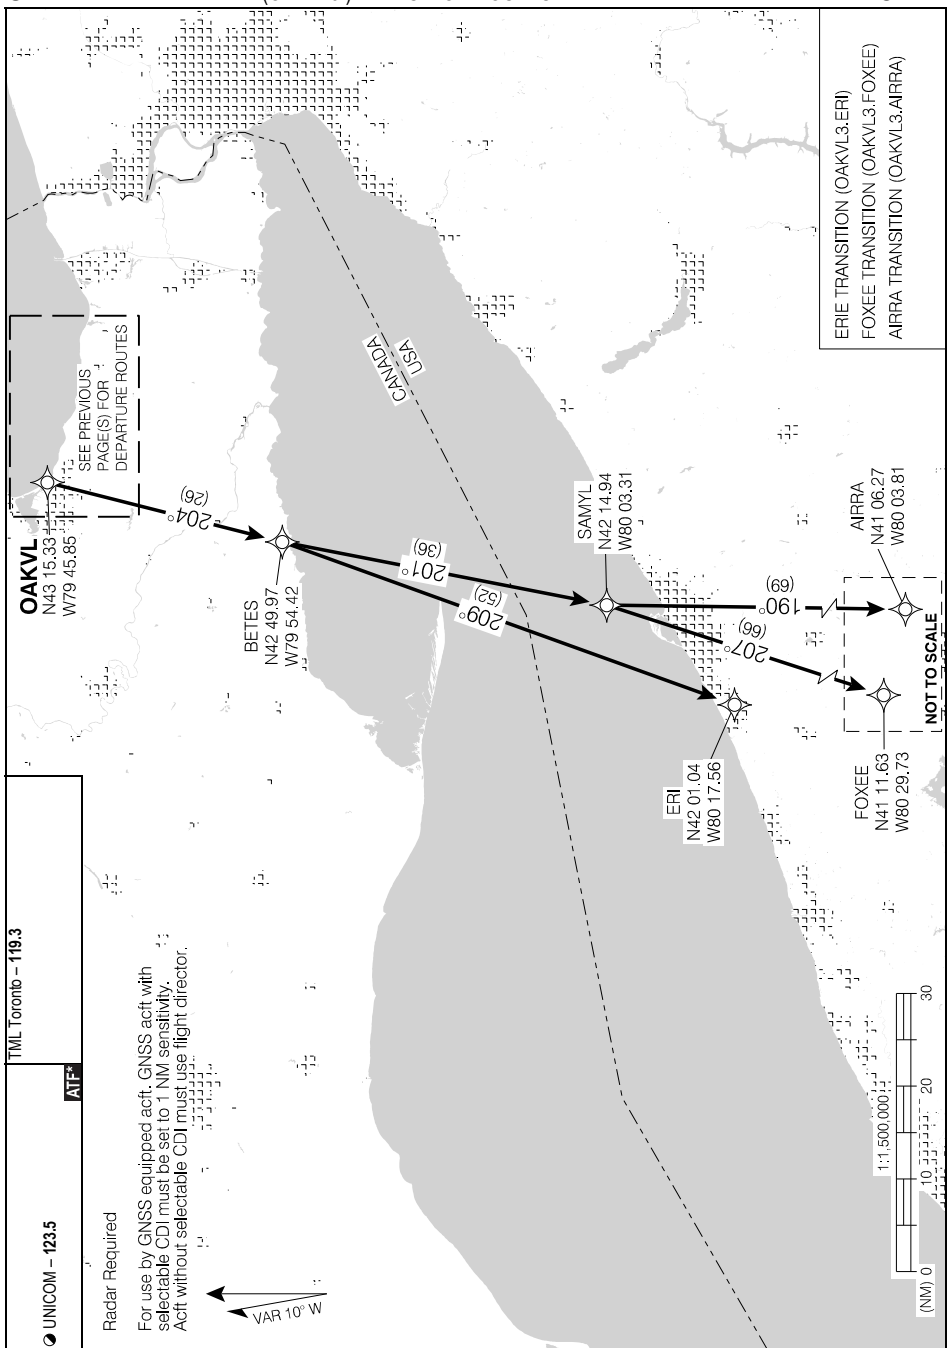 UNICOM – 123.5
ATF*
TML Toronto – 119.3
Radar Required
For use by GNSS equipped acft. GNSS acft with
selectable CDI must be set to 1 NM sensitivity.
Acft without selectable CDI must use flight director.
VAR 10° W
OAKVL
N43 15.33
W79 45.85
SEE PREVIOUS
PAGE(S) FOR
DEPARTURE ROUTES
204°
(26)
BETES
N42 49.97
W79 54.42
201°
(36)
209°
(52)
CANADA
USA
SAMYL
N42 14.94
W80 03.31
ERI
N42 01.04
W80 17.56
207°
(66)
190°
(69)
FOXEE
N41 11.63
W80 29.73
AIRRA
N41 06.27
W80 03.81
NOT TO SCALE
ERIE TRANSITION (OAKVL3.ERI)
FOXEE TRANSITION (OAKVL3.FOXEE)
AIRRA TRANSITION (OAKVL3.AIRRA)
1:1,500,000
(NM) 0 10 20 30